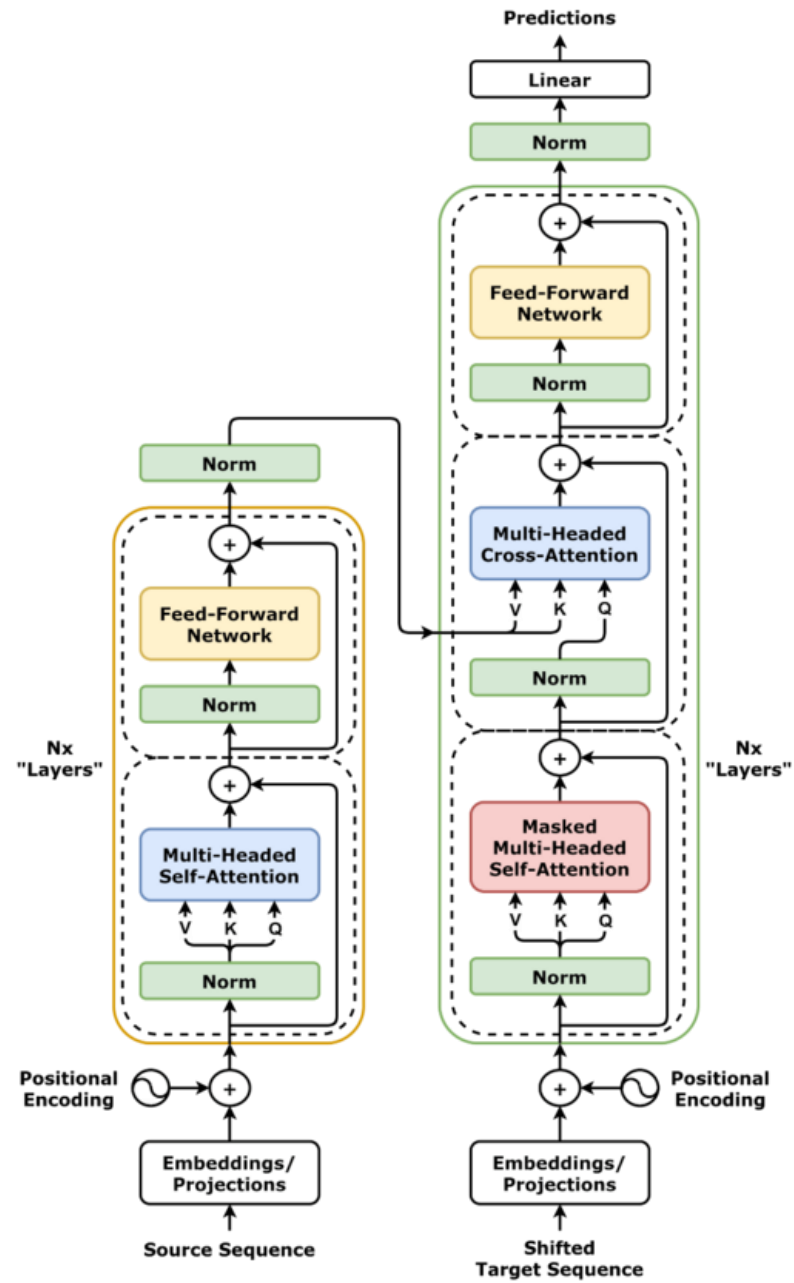 Predictions
Linear
Norm
Feed-Forward
Network
Norm
Multi-Headed
Cross-Attention
V K Q
Norm
Masked
Multi-Headed
Self-Attention
V K Q
Norm
Nx
"Layers"
Positional
Encoding
Embeddings/
Projections
Shifted
Target Sequence
Norm
Feed-Forward
Network
Norm
Nx
"Layers"
Multi-Headed
Self-Attention
V K Q
Norm
Positional
Encoding
Embeddings/
Projections
Source Sequence